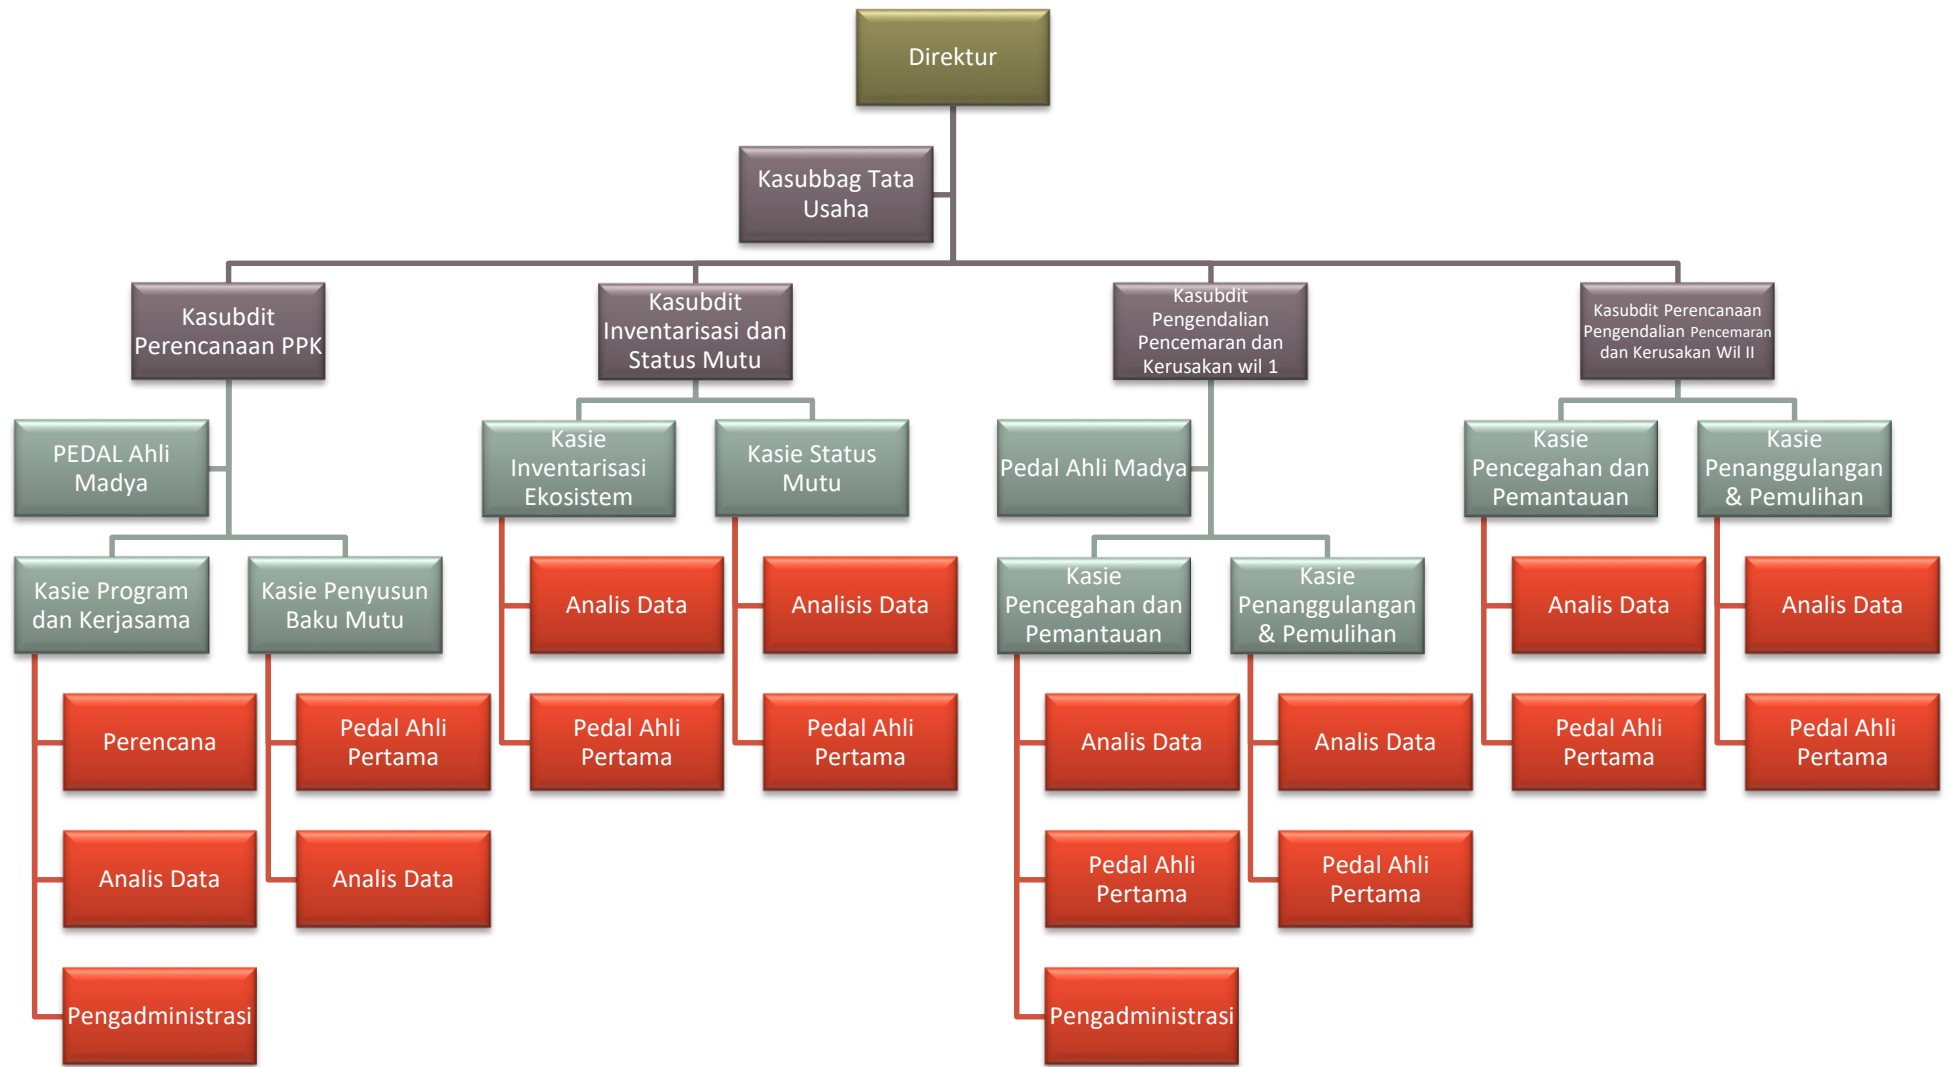 Direktur
Kasubbag Tata
Usaha
Kasubdit
Perencanaan PPK
Kasubdit
Inventarisasi dan
Status Mutu
Kasubdit
Pengendalian
Pencemaran dan
Kerusakan wil 1
Kasubdit Perencanaan
Pengendalian Pencemaran
dan Kerusakan Wil II
PEDAL Ahli
Madya
Kasie
Inventarisasi
Ekosistem
Kasie Status
Mutu
Pedal Ahli Madya
Kasie
Pencegahan dan
Pemantauan
Kasie
Penanggulangan
& Pemulihan
Kasie Program
dan Kerjasama
Kasie Penyusun
Baku Mutu
Analis Data
Analisis Data
Kasie
Pencegahan dan
Pemantauan
Kasie
Penanggulangan
& Pemulihan
Analis Data
Analis Data
Perencana
Pedal Ahli
Pertama
Pedal Ahli
Pertama
Pedal Ahli
Pertama
Analis Data
Analis Data
Pedal Ahli
Pertama
Pedal Ahli
Pertama
Analis Data
Analis Data
Pedal Ahli
Pertama
Pedal Ahli
Pertama
Pengadministrasi
Pengadministrasi